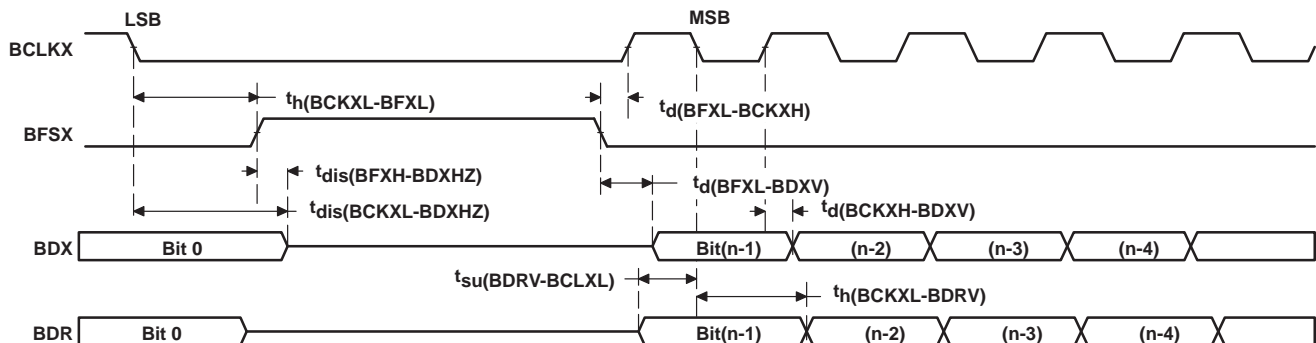 LSB MSB
BCLKX
th(BCKXL-BFXL) td(BFXL-BCKXH)
BFSX
tdis(BFXH-BDXHZ) td(BFXL-BDXV)
tdis(BCKXL-BDXHZ) td(BCKXH-BDXV)
BDX Bit 0 Bit(n-1) (n-2) (n-3) (n-4)
tsu(BDRV-BCLXL) th(BCKXL-BDRV)
BDR Bit 0 Bit(n-1) (n-2) (n-3) (n-4)